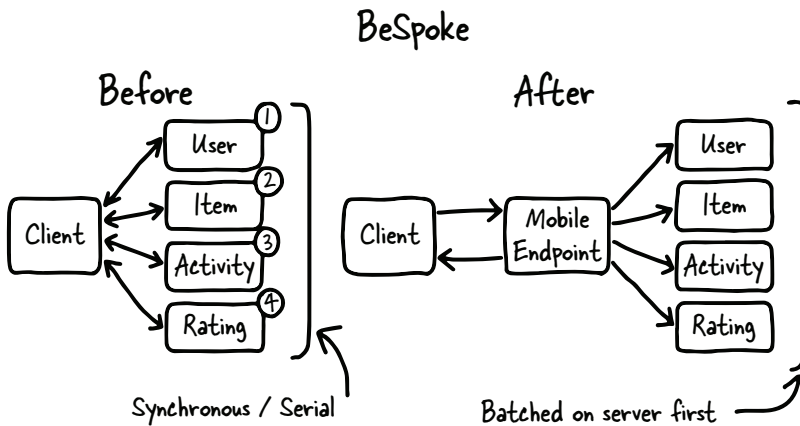 BeSpoke
Before
After
Client
1
User
2
Item
3
Activity
4
Rating
Synchronous / Serial
Client
Mobile
Endpoint
User
Item
Activity
Rating
Batched on server first